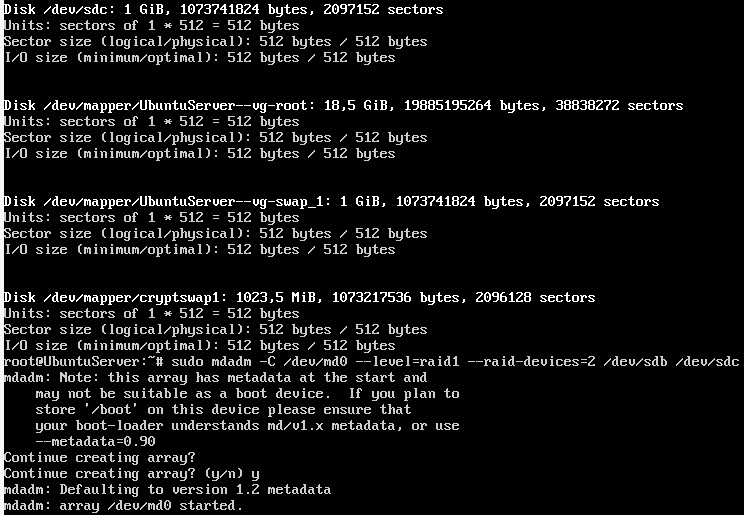 Disk /dev/sdc: 1 GiB, 1073741824 bytes, 2097152 sectors
Units: sectors of 1 * 512 = 512 bytes
Sector size (logical/physical): 512 bytes / 512 bytes
I/O size (minimum/optimal): 512 bytes / 512 bytes
Disk /dev/mapper/UbuntuServer--vg-root: 18,5 GiB, 19885195264 bytes, 38838272 sectors
Units: sectors of 1 * 512 = 512 bytes
Sector size (logical/physical): 512 bytes / 512 bytes
I/O size (minimum/optimal): 512 bytes / 512 bytes
Disk /dev/mapper/UbuntuServer--vg-swap_1: 1 GiB, 1073741824 bytes, 2097152 sectors
Units: sectors of 1 * 512 = 512 bytes
Sector size (logical/physical): 512 bytes / 512 bytes
I/O size (minimum/optimal): 512 bytes / 512 bytes
Disk /dev/mapper/cryptswap1: 1023,5 MiB, 1073217536 bytes, 2096128 sectors
Units: sectors of 1 * 512 = 512 bytes
Sector size (logical/physical): 512 bytes / 512 bytes
I/O size (minimum/optimal): 512 bytes / 512 bytes
root@UbuntuServer:~# sudo mdadm -C /dev/md0 --level=raid1 --raid-devices=2 /dev/sdb /dev/sdc
mdadm: Note: this array has metadata at the start and
may not be suitable as a boot device.  If you plan to
store '/boot' on this device please ensure that
your boot-loader understands md/v1.x metadata, or use
--metadata=0.90
Continue creating array?
Continue creating array? (y/n) y
mdadm: Defaulting to version 1.2 metadata
mdadm: array /dev/md0 started.